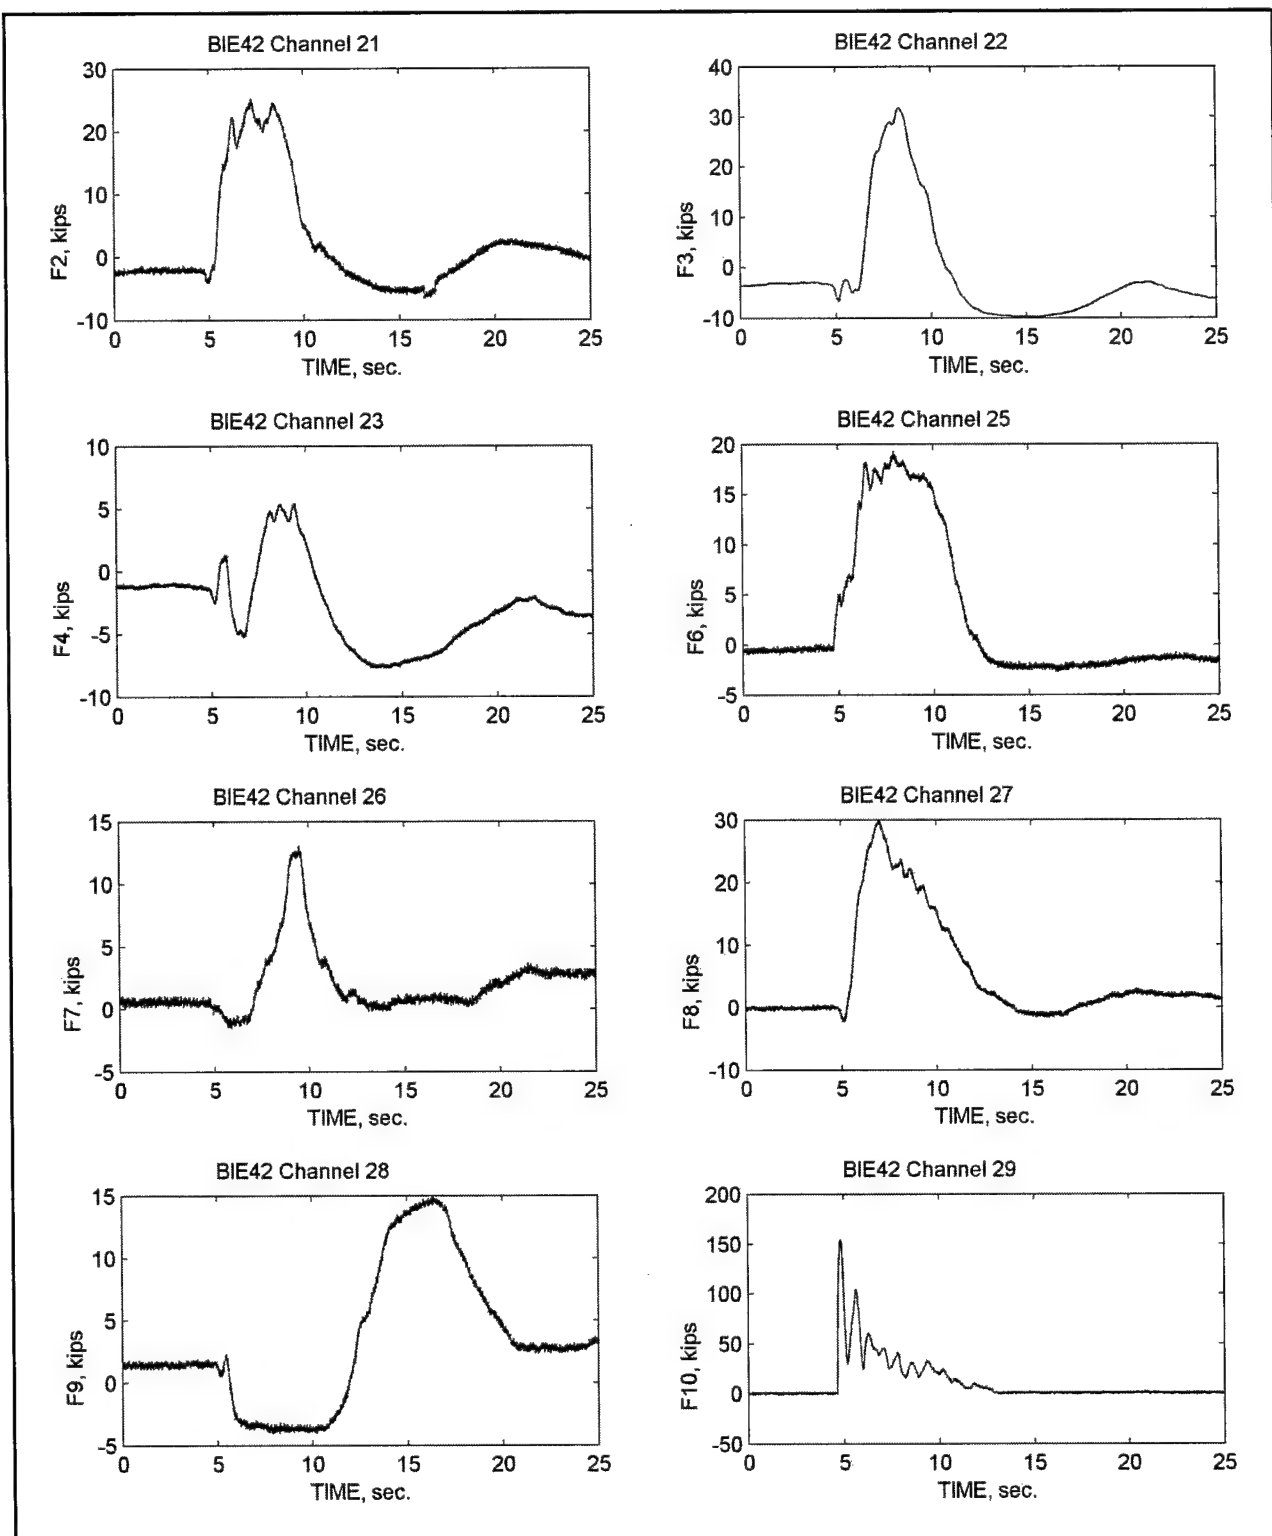 BIE42 Channel 21
30
20
10
0
-10
F2, kips
0 5 10 15 20 25
TIME, sec.
BIE42 Channel 22
40
30
20
10
0
-10
F3, kips
0 5 10 15 20 25
TIME, sec.
BIE42 Channel 23
10
5
0
-5
-10
F4, kips
0 5 10 15 20 25
TIME, sec.
BIE42 Channel 25
20
15
10
5
0
-5
F6, kips
0 5 10 15 20 25
TIME, sec.
BIE42 Channel 26
15
10
5
0
-5
F7, kips
0 5 10 15 20 25
TIME, sec.
BIE42 Channel 27
30
20
10
0
-10
F8, kips
0 5 10 15 20 25
TIME, sec.
BIE42 Channel 28
15
10
5
0
-5
F9, kips
0 5 10 15 20 25
TIME, sec.
BIE42 Channel 29
200
150
100
50
0
-50
F10, kips
0 5 10 15 20 25
TIME, sec.